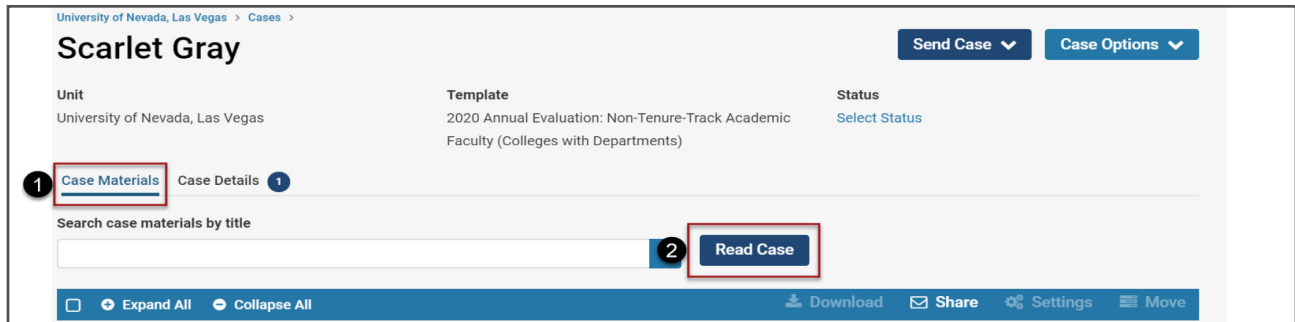 University of Nevada, Las Vegas > Cases >
Scarlet Gray
Send Case
Case Options
Unit
Template
Status
University of Nevada, Las Vegas
2020 Annual Evaluation: Non-Tenure-Track Academic
Faculty (Colleges with Departments)
Select Status
1
Case Materials
Case Details 1
Search case materials by title
2
Read Case
Expand All
Collapse All
Download
Share
Settings
Move